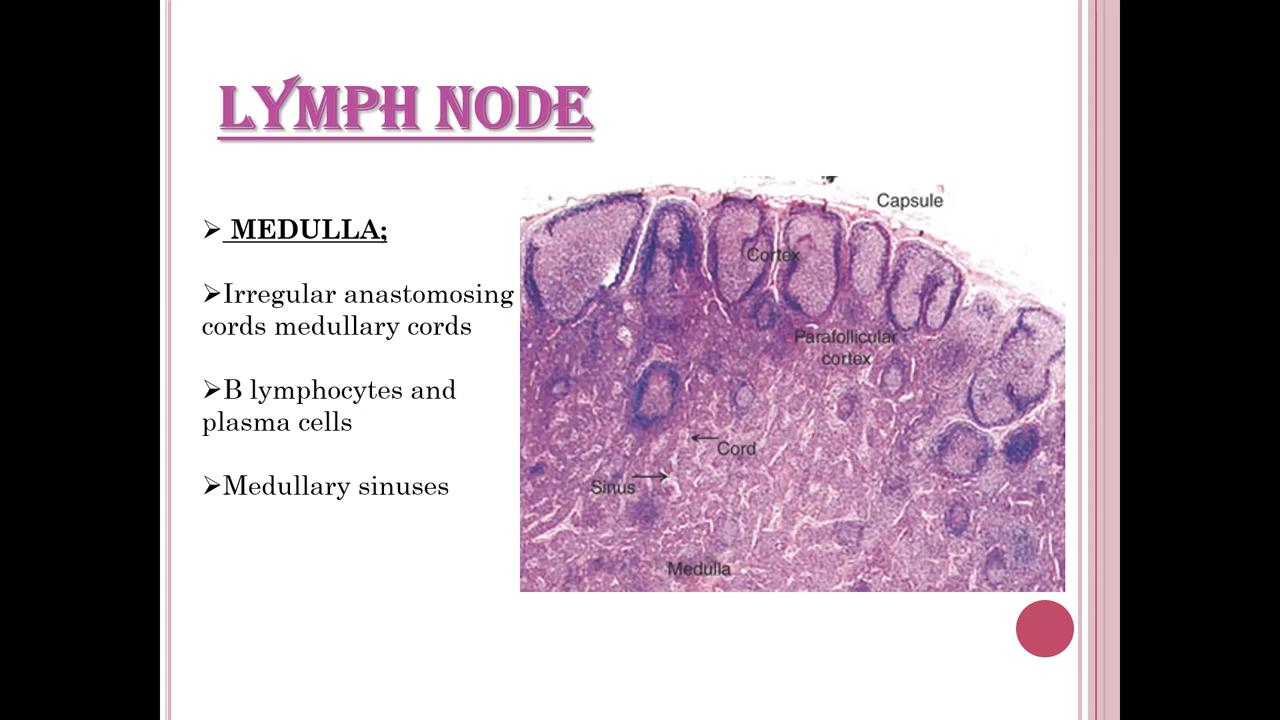 LYMPH NODE
➢ MEDULLA;
➢Irregular anastomosing
cords medullary cords
➢B lymphocytes and
plasma cells
➢Medullary sinuses
Capsule
Cortex
Parafollicular
cortex
Cord
Sinus
Medulla